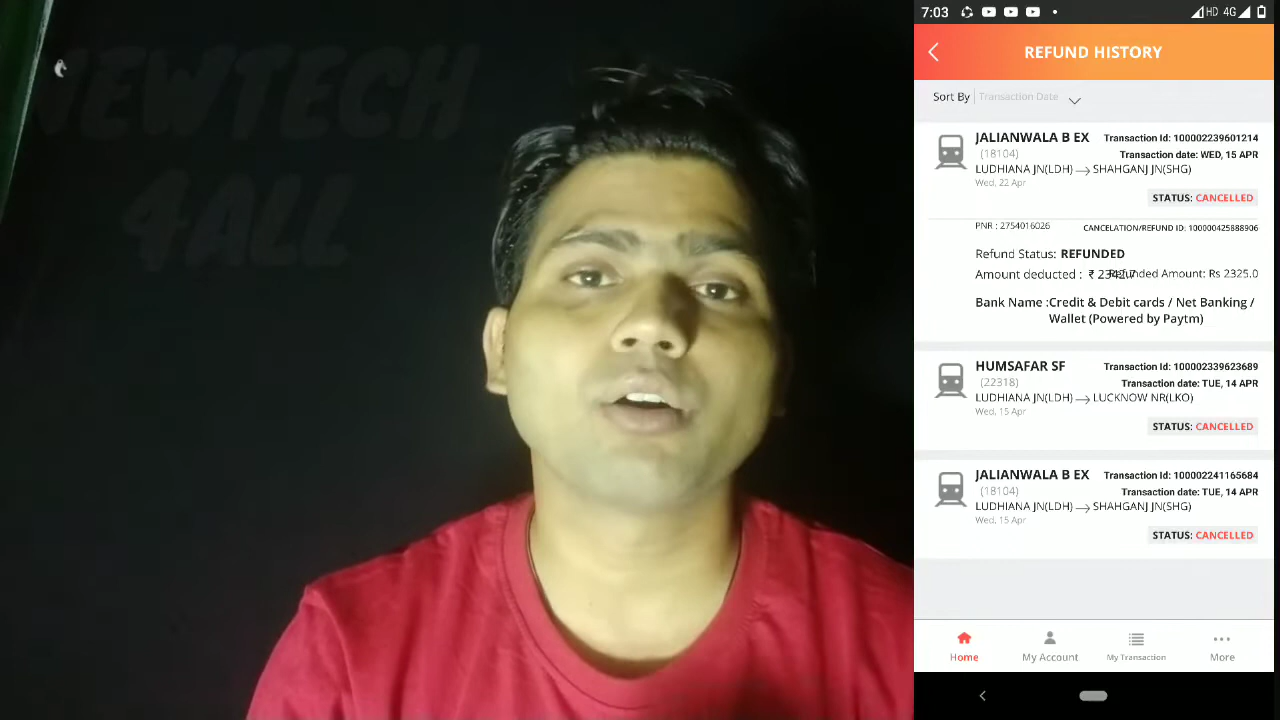 NEWTECH
4ALL
7:03
HD 4G
REFUND HISTORY
Sort By | Transaction Date
JALIANWALA B EX Transaction Id: 100002239601214
(18104) Transaction date: WED, 15 APR
LUDHIANA JN(LDH) → SHAHGANJ JN(SHG)
Wed, 22 Apr
STATUS: CANCELLED
PNR : 2754016026 CANCELATION/REFUND ID: 100000425888906
Refund Status: REFUNDED
Amount deducted : ₹ 2342.7 Refunded Amount: Rs 2325.0
Bank Name :Credit & Debit cards / Net Banking /
Wallet (Powered by Paytm)
HUMSAFAR SF Transaction Id: 100002339623689
(22318) Transaction date: TUE, 14 APR
LUDHIANA JN(LDH) → LUCKNOW NR(LKO)
Wed, 15 Apr
STATUS: CANCELLED
JALIANWALA B EX Transaction Id: 100002241165684
(18104) Transaction date: TUE, 14 APR
LUDHIANA JN(LDH) → SHAHGANJ JN(SHG)
Wed, 15 Apr
STATUS: CANCELLED
Home My Account My Transaction More